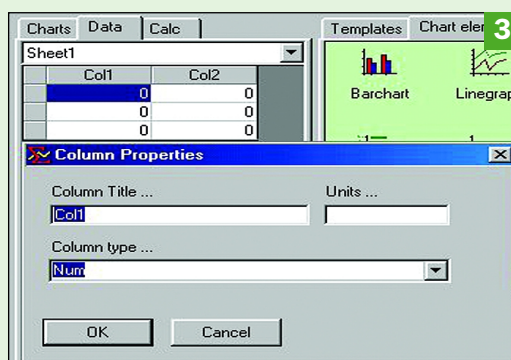 Charts Data Calc
Templates Chart eler
3
Sheet1
Col1 Col2
0 0
0 0
0 0
Barchart Linegrap
Column Properties
Column Title ...
Units ...
Col1
Column type ...
Num
OK Cancel